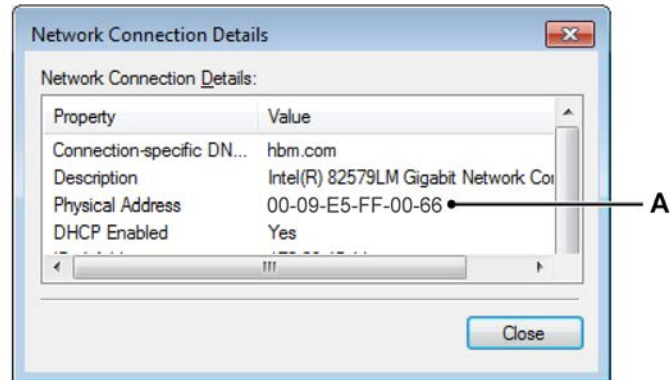 Network Connection Details
Network Connection Details:
Property Value
Connection-specific DN... hbm.com
Description Intel(R) 82579LM Gigabit Network Cor
Physical Address 00-09-E5-FF-00-66 A
DHCP Enabled Yes
Close